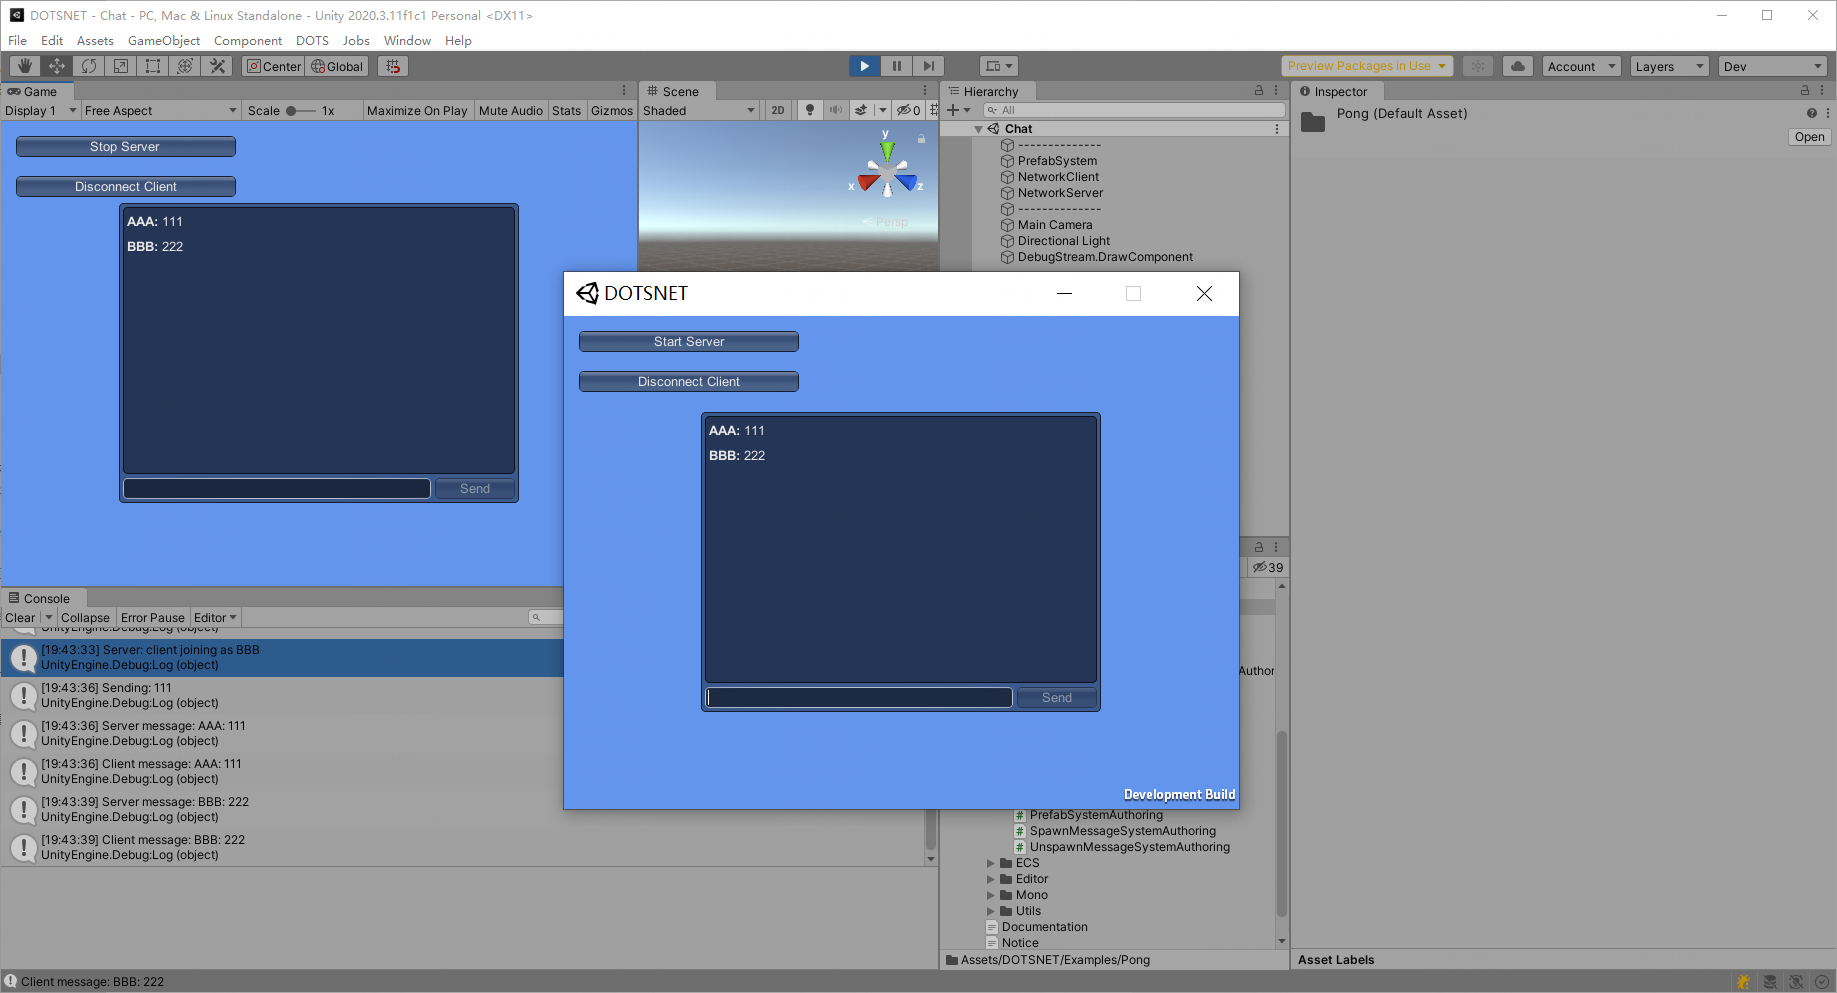 DOTSNET - Chat - PC, Mac & Linux Standalone - Unity 2020.3.11f1c1 Personal <DX11>
File Edit Assets GameObject Component DOTS Jobs Window Help
Center Global Preview Packages in Use Account Layers Dev
Game
Display 1 Free Aspect Scale 1x Maximize On Play Mute Audio Stats Gizmos
Stop Server
Disconnect Client
AAA: 111
BBB: 222
Send
Scene
Shaded 2D 0
y
x z
Persp
Hierarchy
All
Chat
--------------
PrefabSystem
NetworkClient
NetworkServer
--------------
Main Camera
Directional Light
DebugStream.DrawComponent
Inspector
Pong (Default Asset)
Open
DOTSNET
Start Server
Disconnect Client
AAA: 111
BBB: 222
Send
Development Build
Console
Clear Collapse Error Pause Editor
UnityEngine.Debug:Log (object)
[19:43:33] Server: client joining as BBB
UnityEngine.Debug:Log (object)
[19:43:36] Sending: 111
UnityEngine.Debug:Log (object)
[19:43:36] Server message: AAA: 111
UnityEngine.Debug:Log (object)
[19:43:36] Client message: AAA: 111
UnityEngine.Debug:Log (object)
[19:43:39] Server message: BBB: 222
UnityEngine.Debug:Log (object)
[19:43:39] Client message: BBB: 222
UnityEngine.Debug:Log (object)
39
Author
PrefabSystemAuthoring
SpawnMessageSystemAuthoring
UnspawnMessageSystemAuthoring
ECS
Editor
Mono
Utils
Documentation
Notice
Assets/DOTSNET/Examples/Pong
Asset Labels
Client message: BBB: 222